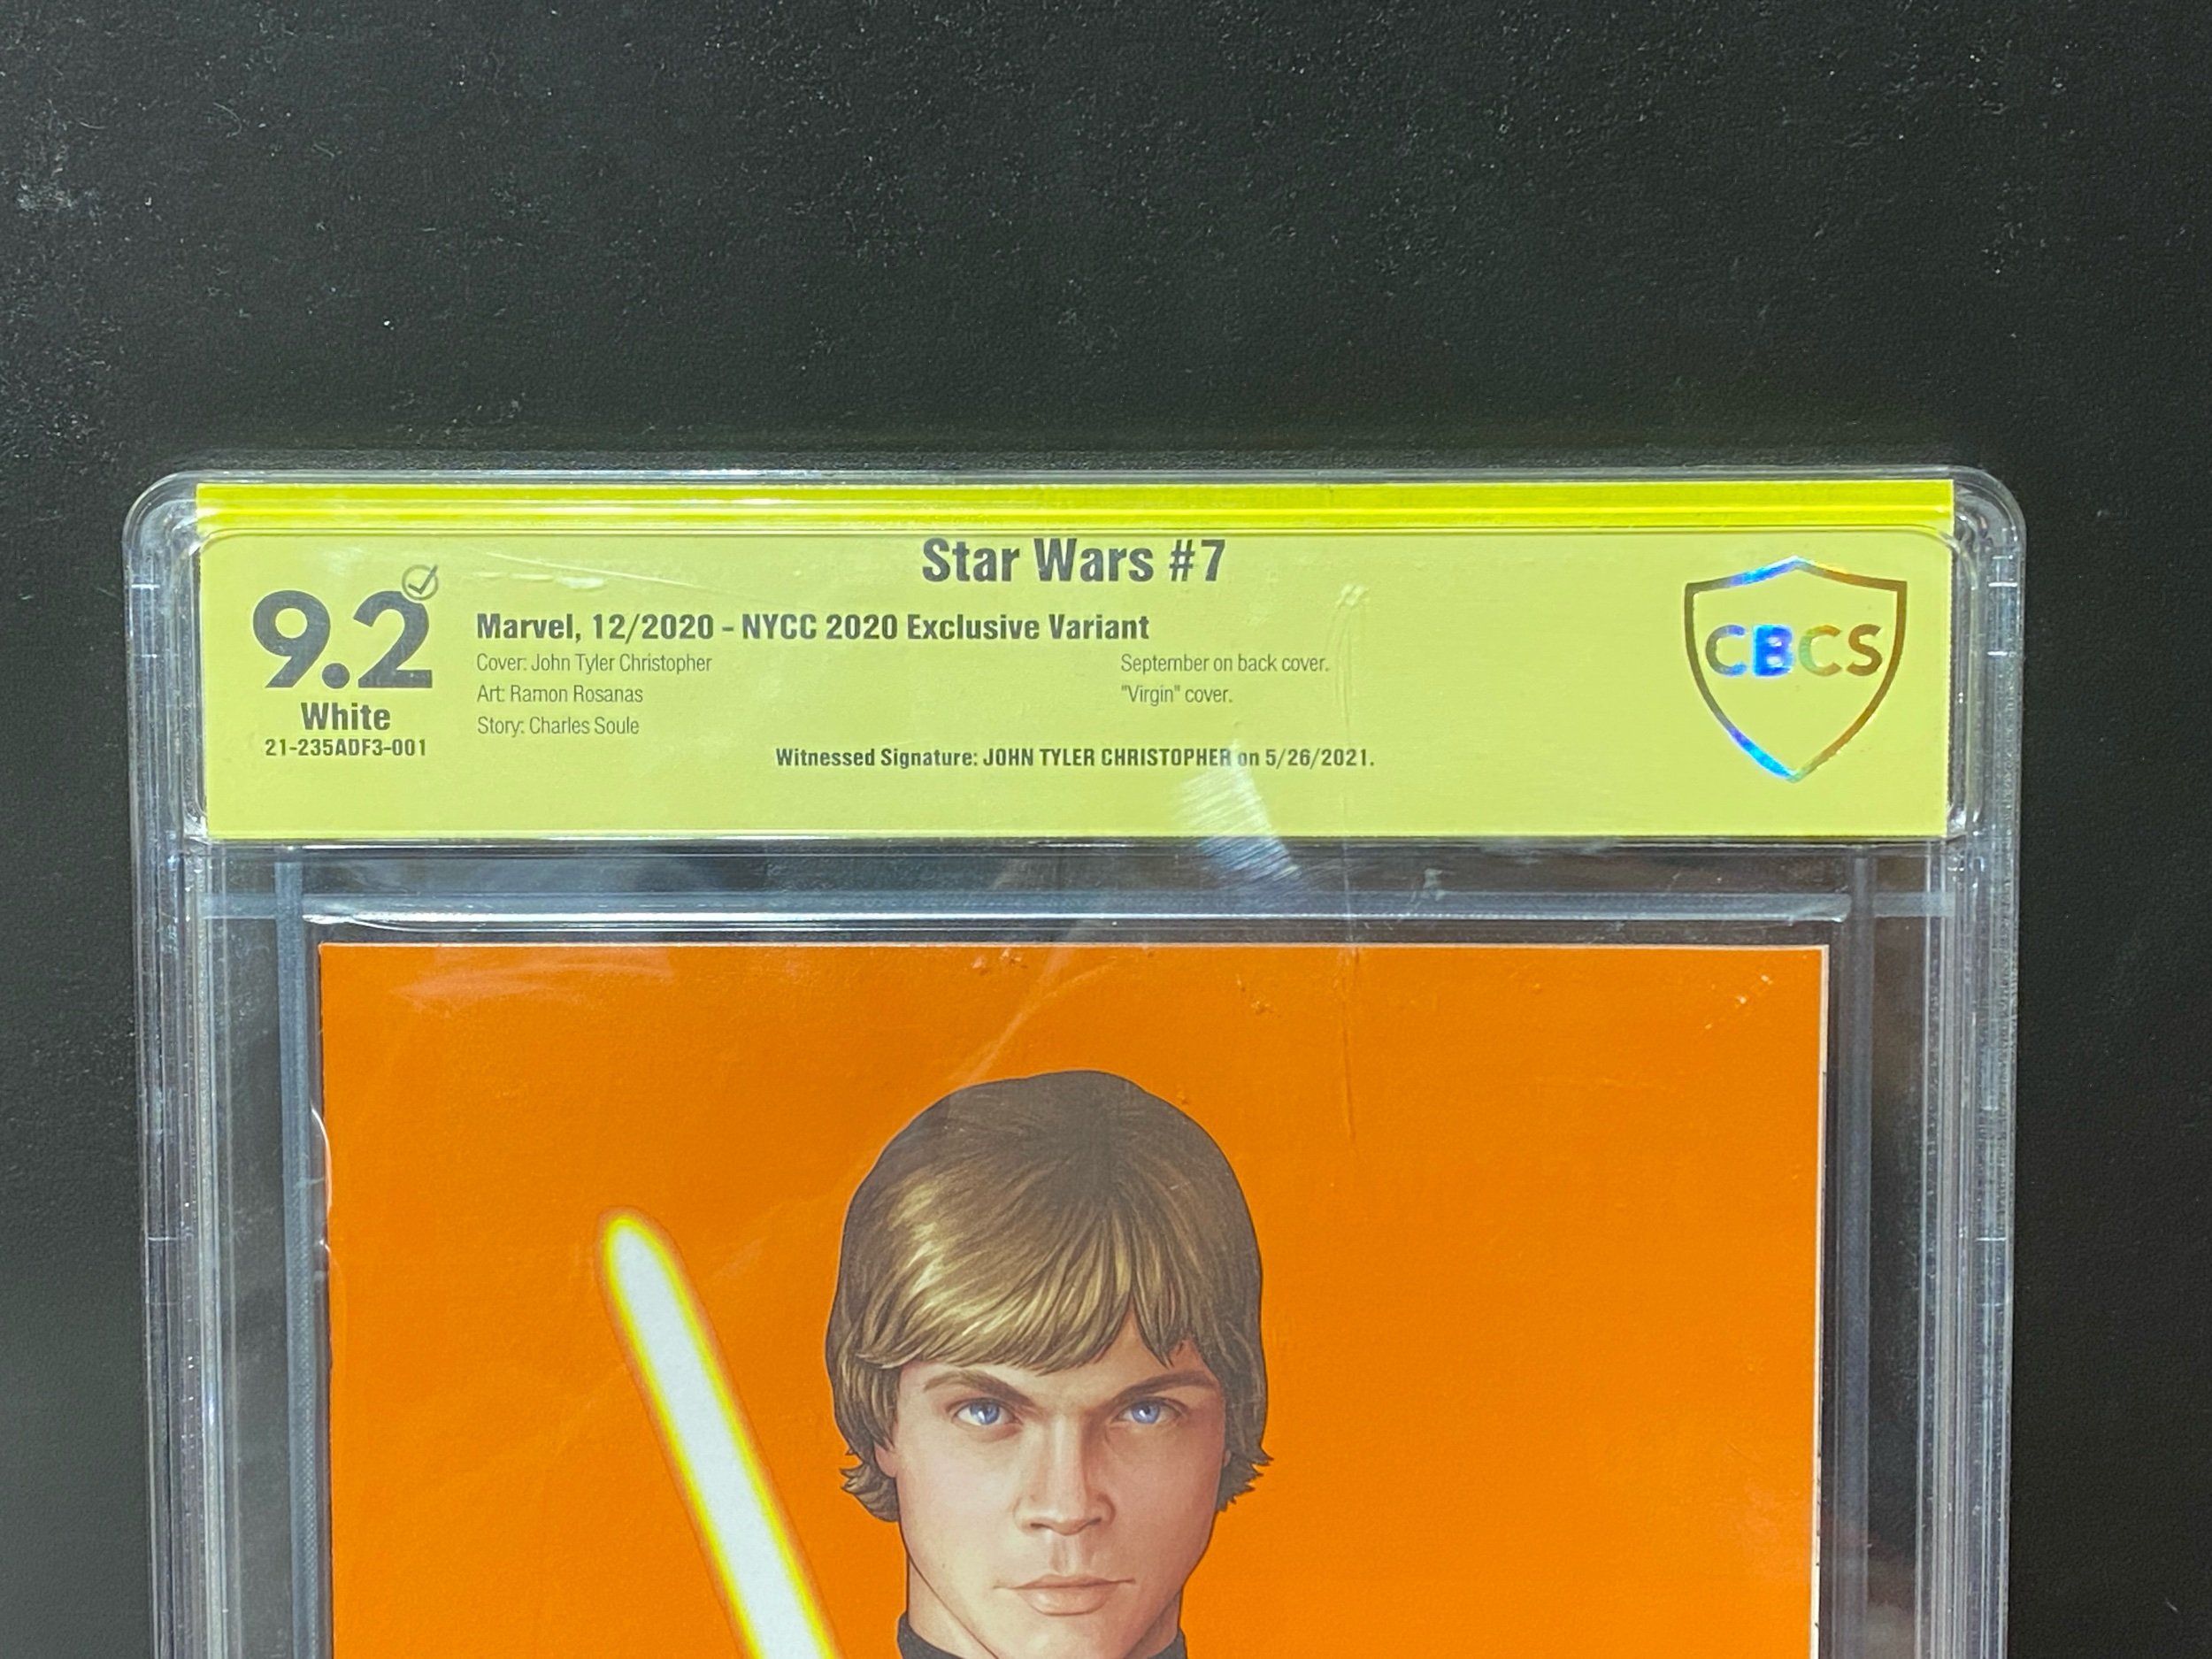 Star Wars #7
9.2
White
21-235ADF3-001
Marvel, 12/2020 - NYCC 2020 Exclusive Variant
Cover: John Tyler Christopher
Art: Ramon Rosanas
Story: Charles Soule
September on back cover.
"Virgin" cover.
Witnessed Signature: JOHN TYLER CHRISTOPHER on 5/26/2021.
CBCS